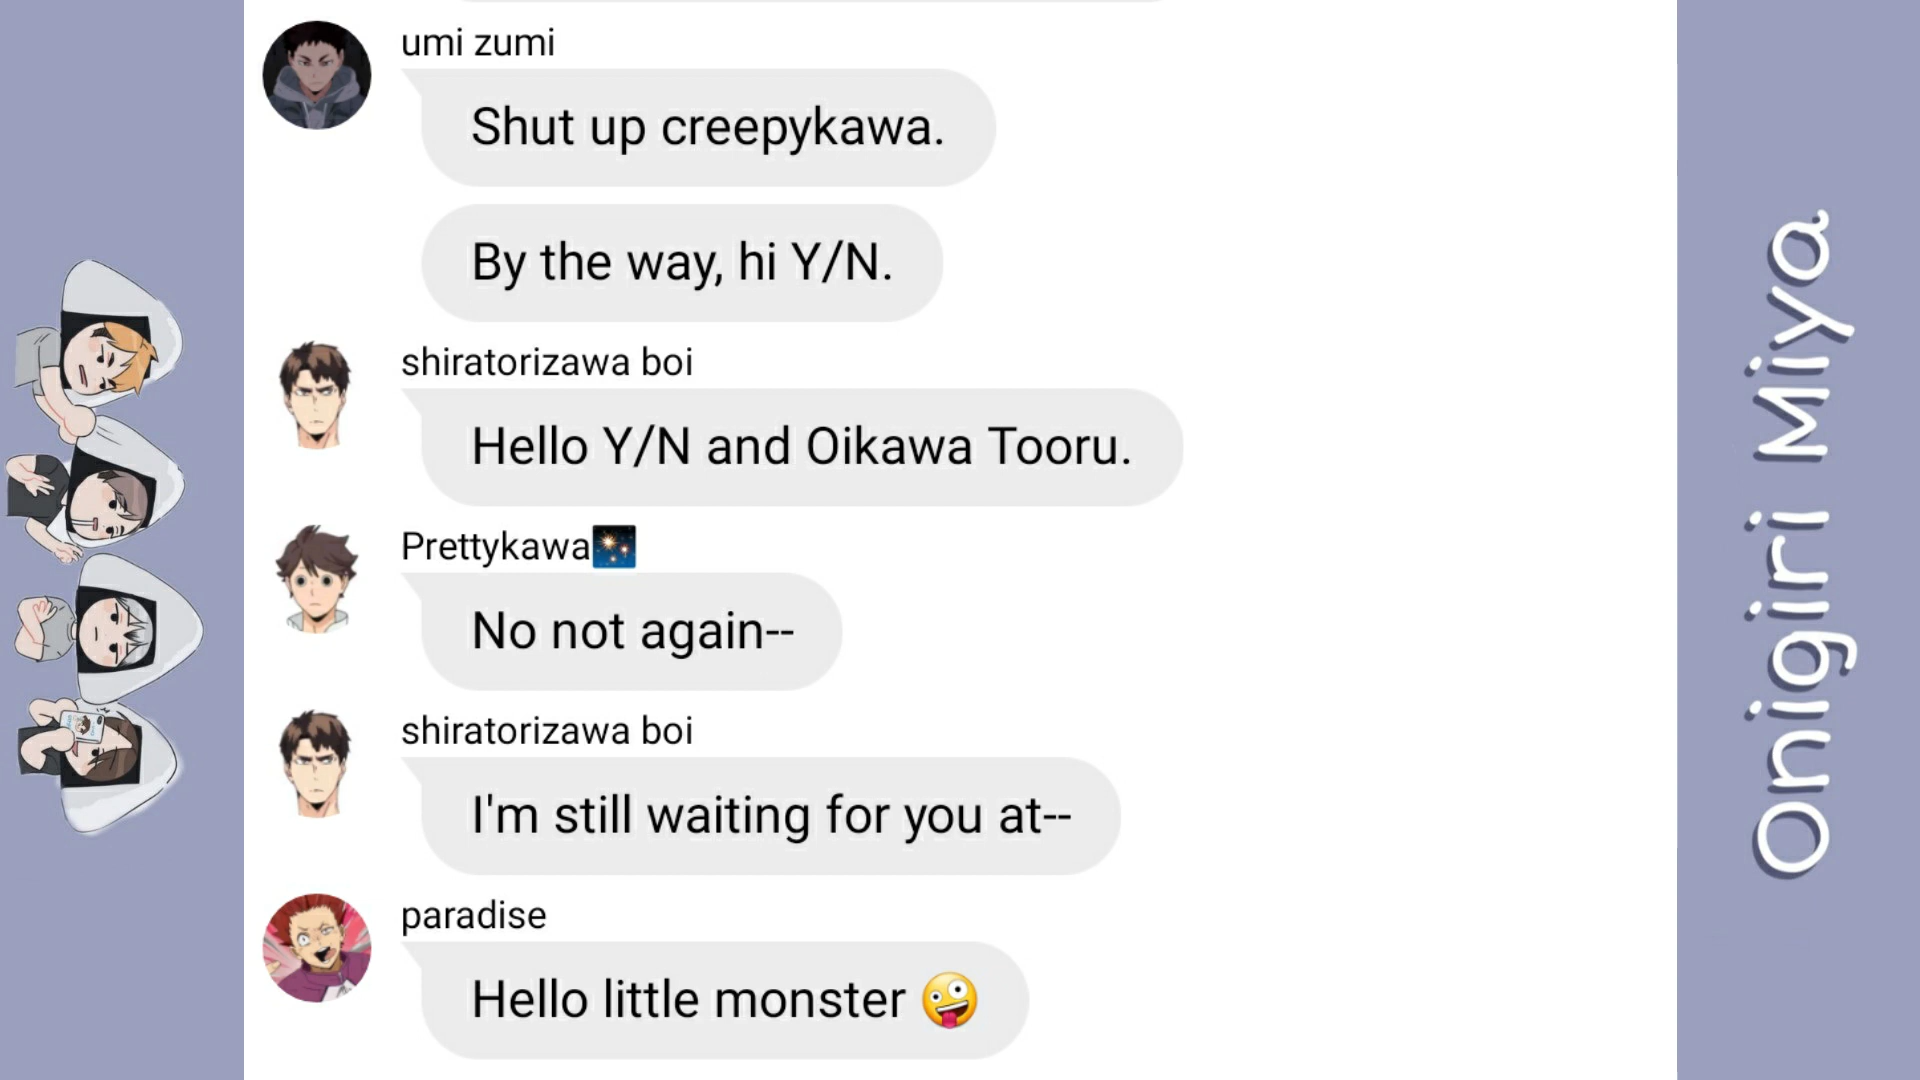 umi zumi
Shut up creepykawa.
By the way, hi Y/N.
shiratorizawa boi
Hello Y/N and Oikawa Tooru.
Prettykawa🎇
No not again--
shiratorizawa boi
I'm still waiting for you at--
paradise
Hello little monster 🤪
Onigiri Miya